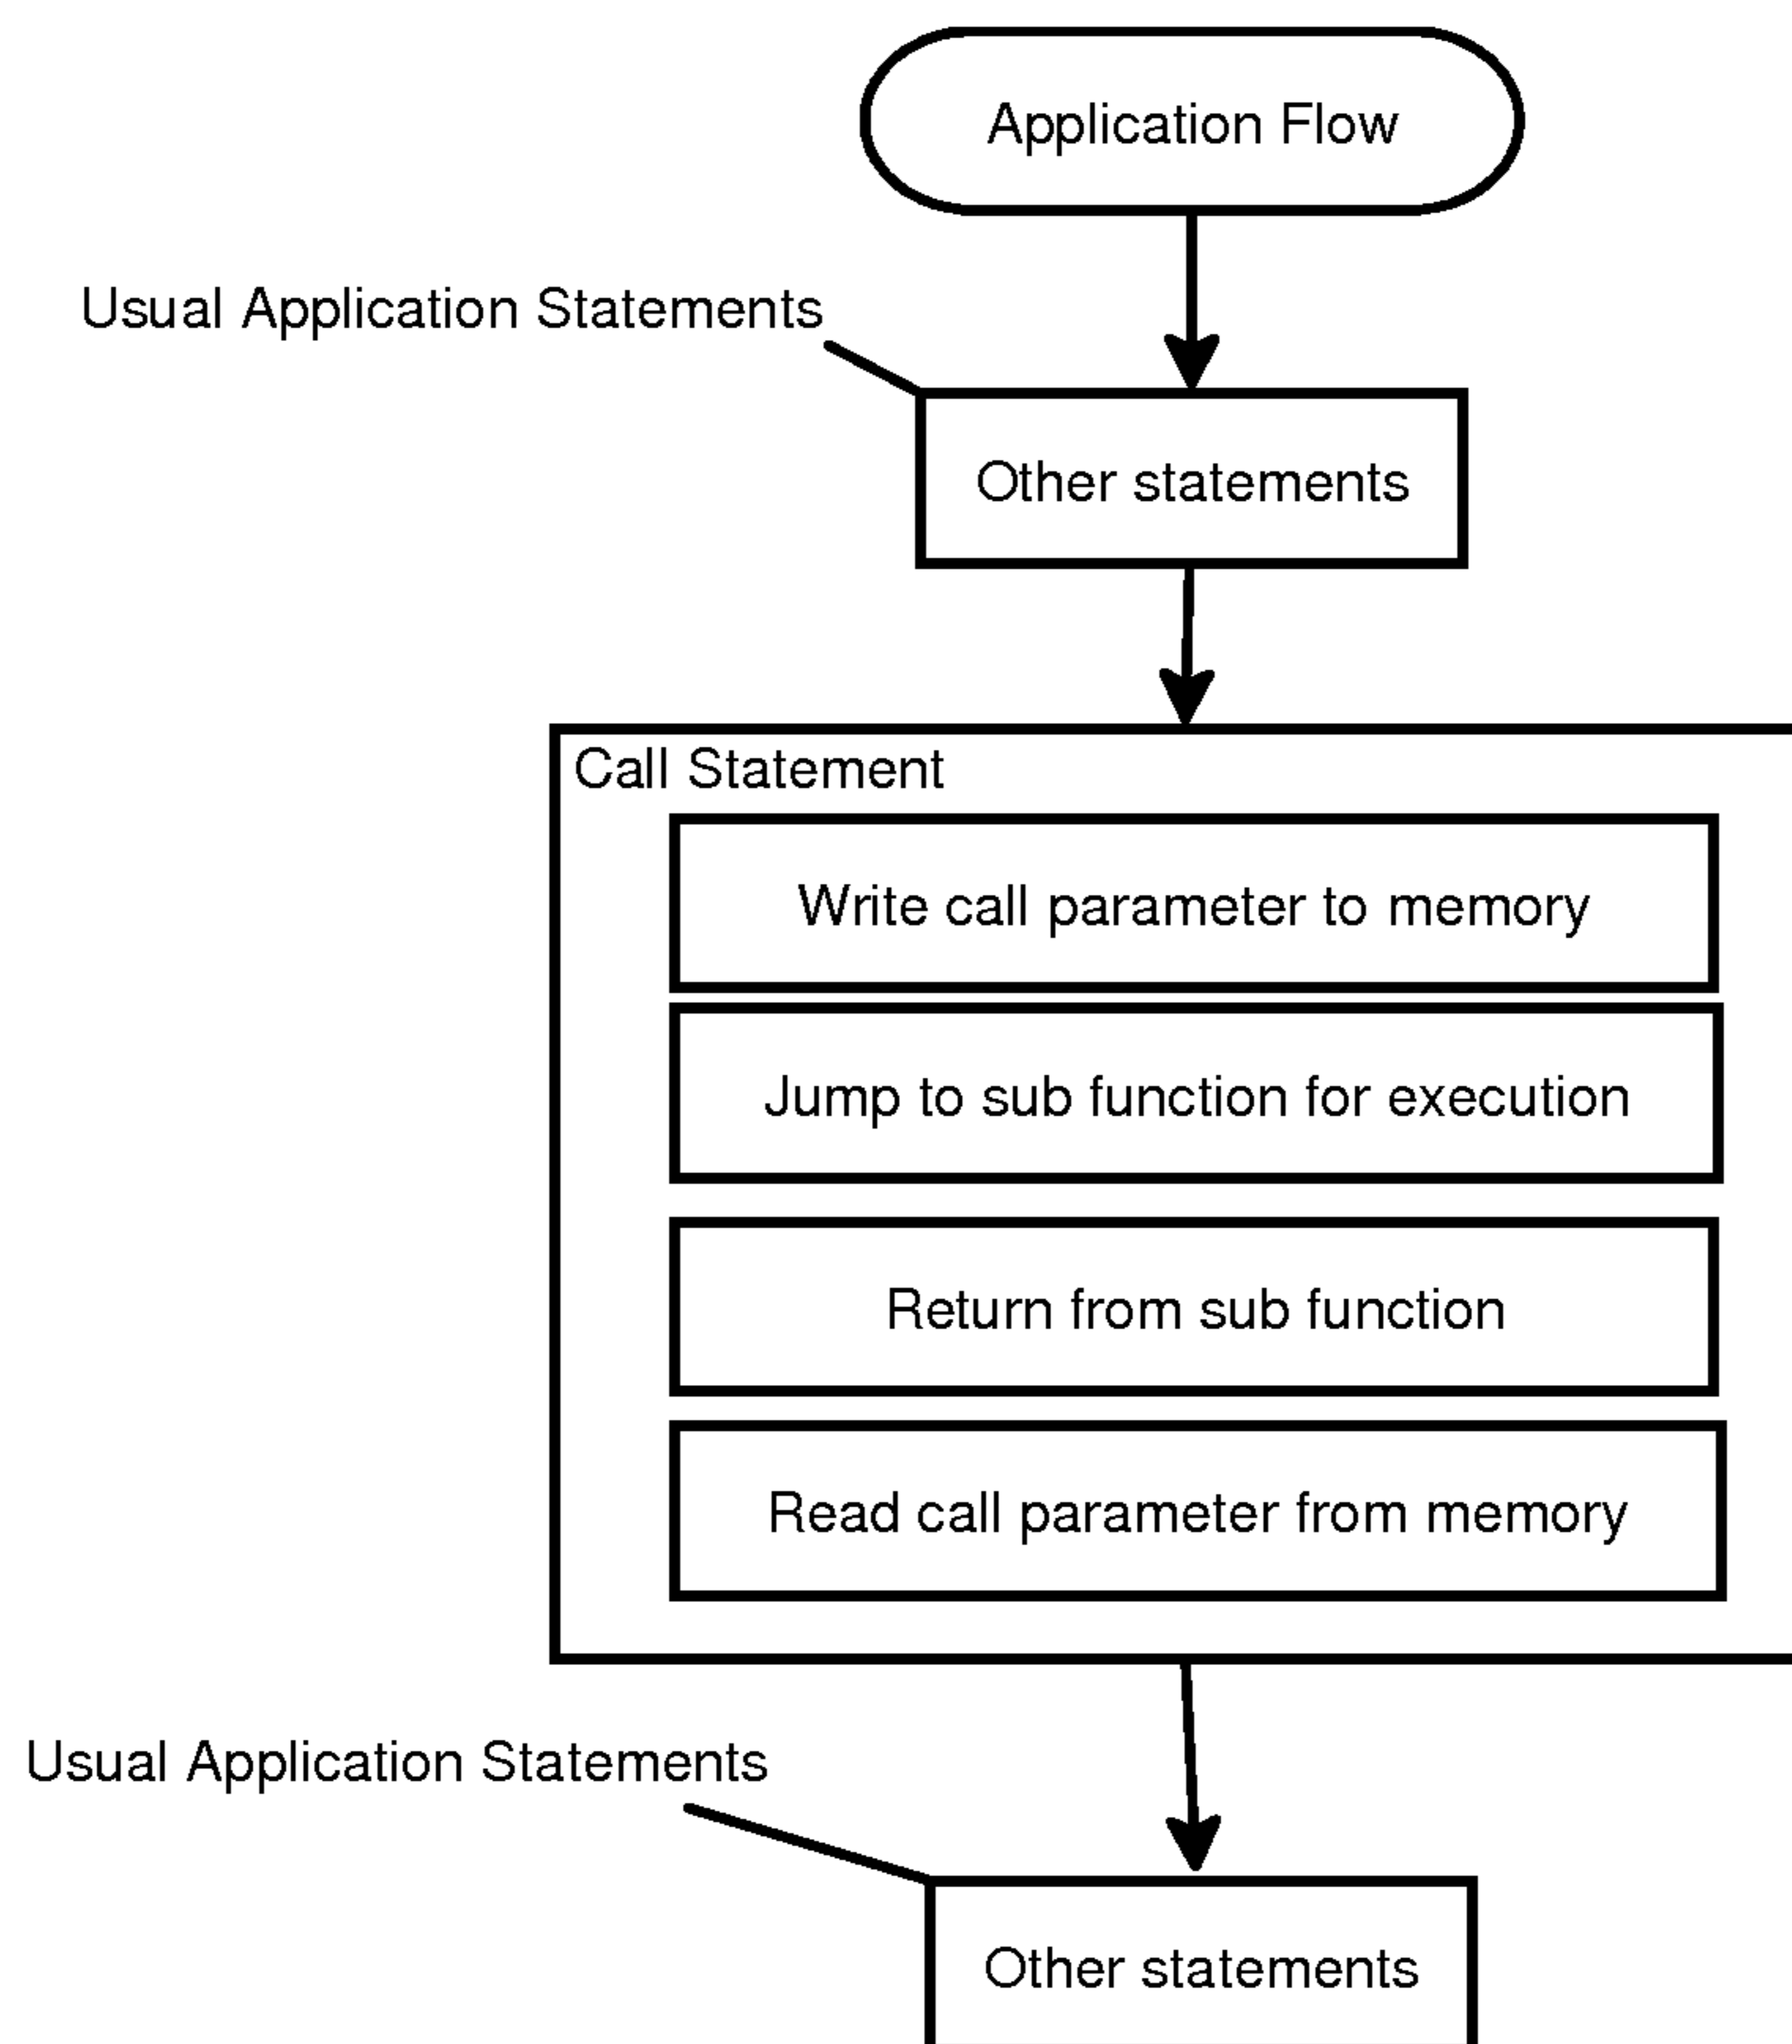 Application Flow
Usual Application Statements
Other statements
Call Statement
Write call parameter to memory
Jump to sub function for execution
Return from sub function
Read call parameter from memory
Usual Application Statements
Other statements